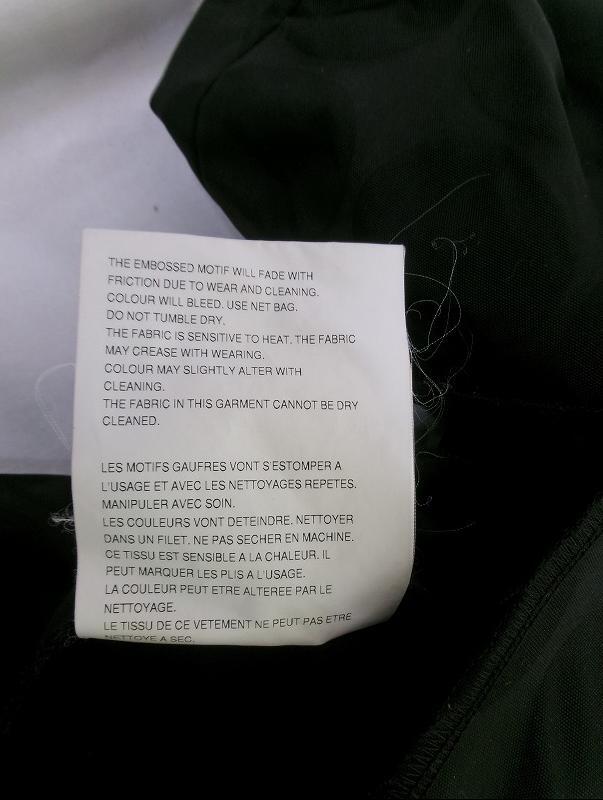 THE EMBOSSED MOTIF WILL FADE WITH
FRICTION DUE TO WEAR AND CLEANING.
COLOUR WILL BLEED. USE NET BAG.
DO NOT TUMBLE DRY.
THE FABRIC IS SENSITIVE TO HEAT. THE FABRIC
MAY CREASE WITH WEARING.
COLOUR MAY SLIGHTLY ALTER WITH
CLEANING.
THE FABRIC IN THIS GARMENT CANNOT BE DRY
CLEANED.
LES MOTIFS GAUFRES VONT S'ESTOMPER A
L'USAGE ET AVEC LES NETTOYAGES REPETES.
MANIPULER AVEC SOIN.
LES COULEURS VONT DETEINDRE. NETTOYER
DANS UN FILET. NE PAS SECHER EN MACHINE.
CE TISSU EST SENSIBLE A LA CHALEUR. IL
PEUT MARQUER LES PLIS A L'USAGE.
LA COULEUR PEUT ETRE ALTEREE PAR LE
NETTOYAGE.
LE TISSU DE CE VETEMENT NE PEUT PAS ETRE
NETTOYE A SEC.